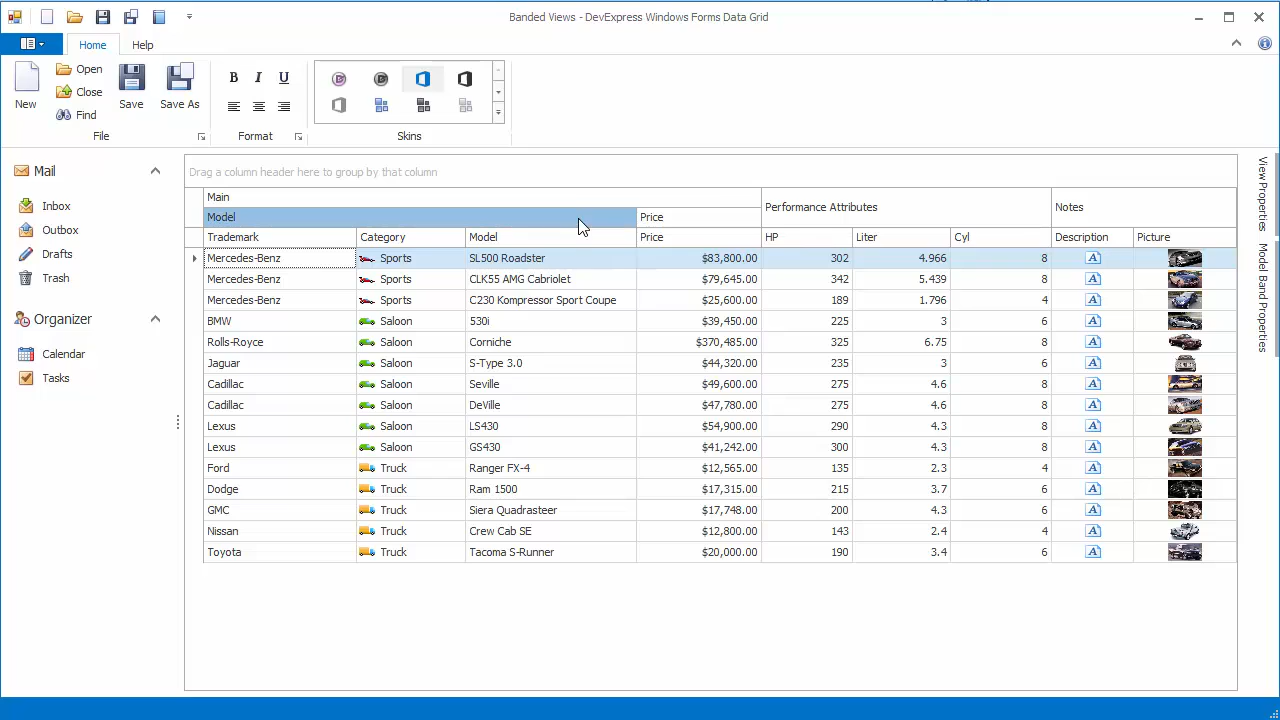 Banded Views - DevExpress Windows Forms Data Grid
Home Help
New
Open
Close
Find
Save
Save As
B I U
File Format Skins
Mail
Inbox
Outbox
Drafts
Trash
Organizer
Calendar
Tasks
Drag a column header here to group by that column
Main Performance Attributes Notes
Model Price
Trademark Category Model Price HP Liter Cyl Description Picture
Mercedes-Benz Sports SL500 Roadster $83,800.00 302 4.966 8 A
Mercedes-Benz Sports CLK55 AMG Cabriolet $79,645.00 342 5.439 8 A
Mercedes-Benz Sports C230 Kompressor Sport Coupe $25,600.00 189 1.796 4 A
BMW Saloon 530i $39,450.00 225 3 6 A
Rolls-Royce Saloon Corniche $370,485.00 325 6.75 8 A
Jaguar Saloon S-Type 3.0 $44,320.00 235 3 6 A
Cadillac Saloon Seville $49,600.00 275 4.6 8 A
Cadillac Saloon DeVille $47,780.00 275 4.6 8 A
Lexus Saloon LS430 $54,900.00 290 4.3 8 A
Lexus Saloon GS430 $41,242.00 300 4.3 8 A
Ford Truck Ranger FX-4 $12,565.00 135 2.3 4 A
Dodge Truck Ram 1500 $17,315.00 215 3.7 6 A
GMC Truck Siera Quadrasteer $17,748.00 200 4.3 6 A
Nissan Truck Crew Cab SE $12,800.00 143 2.4 4 A
Toyota Truck Tacoma S-Runner $20,000.00 190 3.4 6 A
View Properties
Model Band Properties